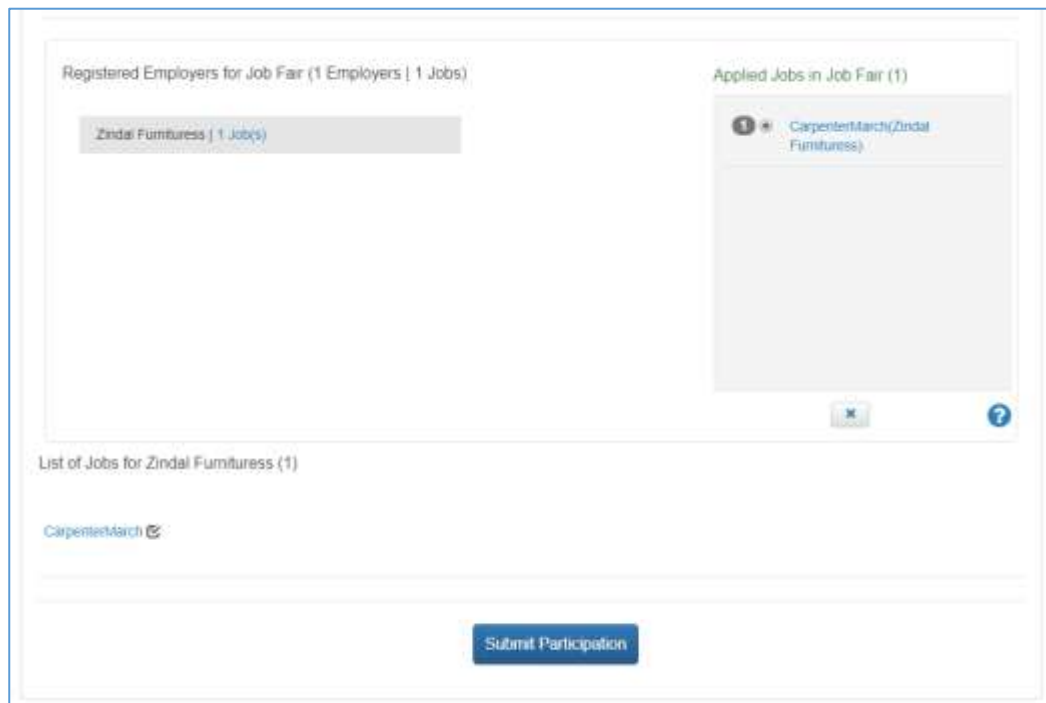 Registered Employers for Job Fair (1 Employers | 1 Jobs)
Zindal Furnituress | 1 Job(s)
Applied Jobs in Job Fair (1)
1 CarpenterMarch(Zindal
Furnituress)
List of Jobs for Zindal Furnituress (1)
CarpenterMarch
Submit Participation